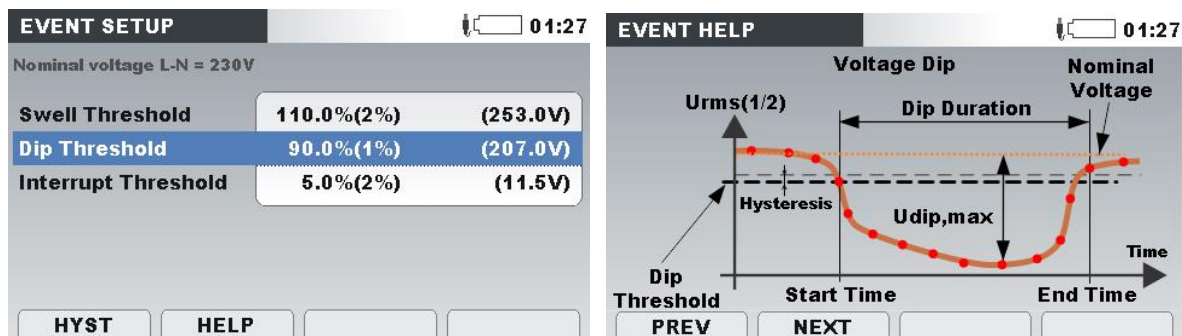 EVENT SETUP
01:27
Nominal voltage L-N = 230V
Swell Threshold 110.0%(2%) (253.0V)
Dip Threshold 90.0%(1%) (207.0V)
Interrupt Threshold 5.0%(2%) (11.5V)
HYST HELP
EVENT HELP
01:27
Voltage Dip
Nominal
Voltage
Urms(1/2)
Dip Duration
Hysteresis
Udip,max
Time
Dip
Threshold
Start Time
End Time
PREV NEXT